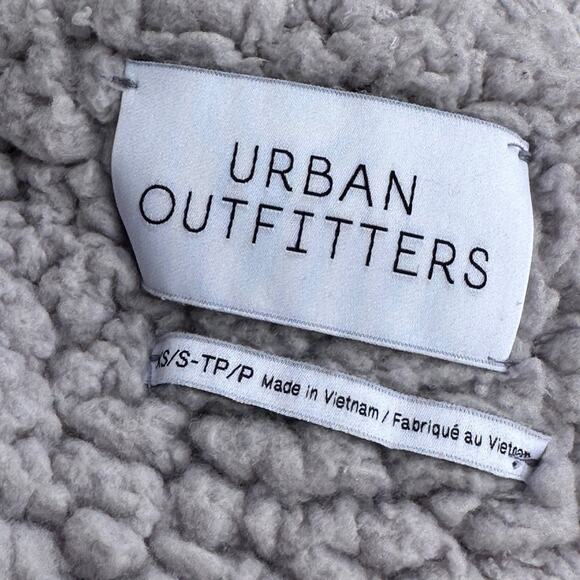 URBAN
OUTFITTERS
XS/S-TP/P Made in Vietnam / Fabriqué au Vietnam